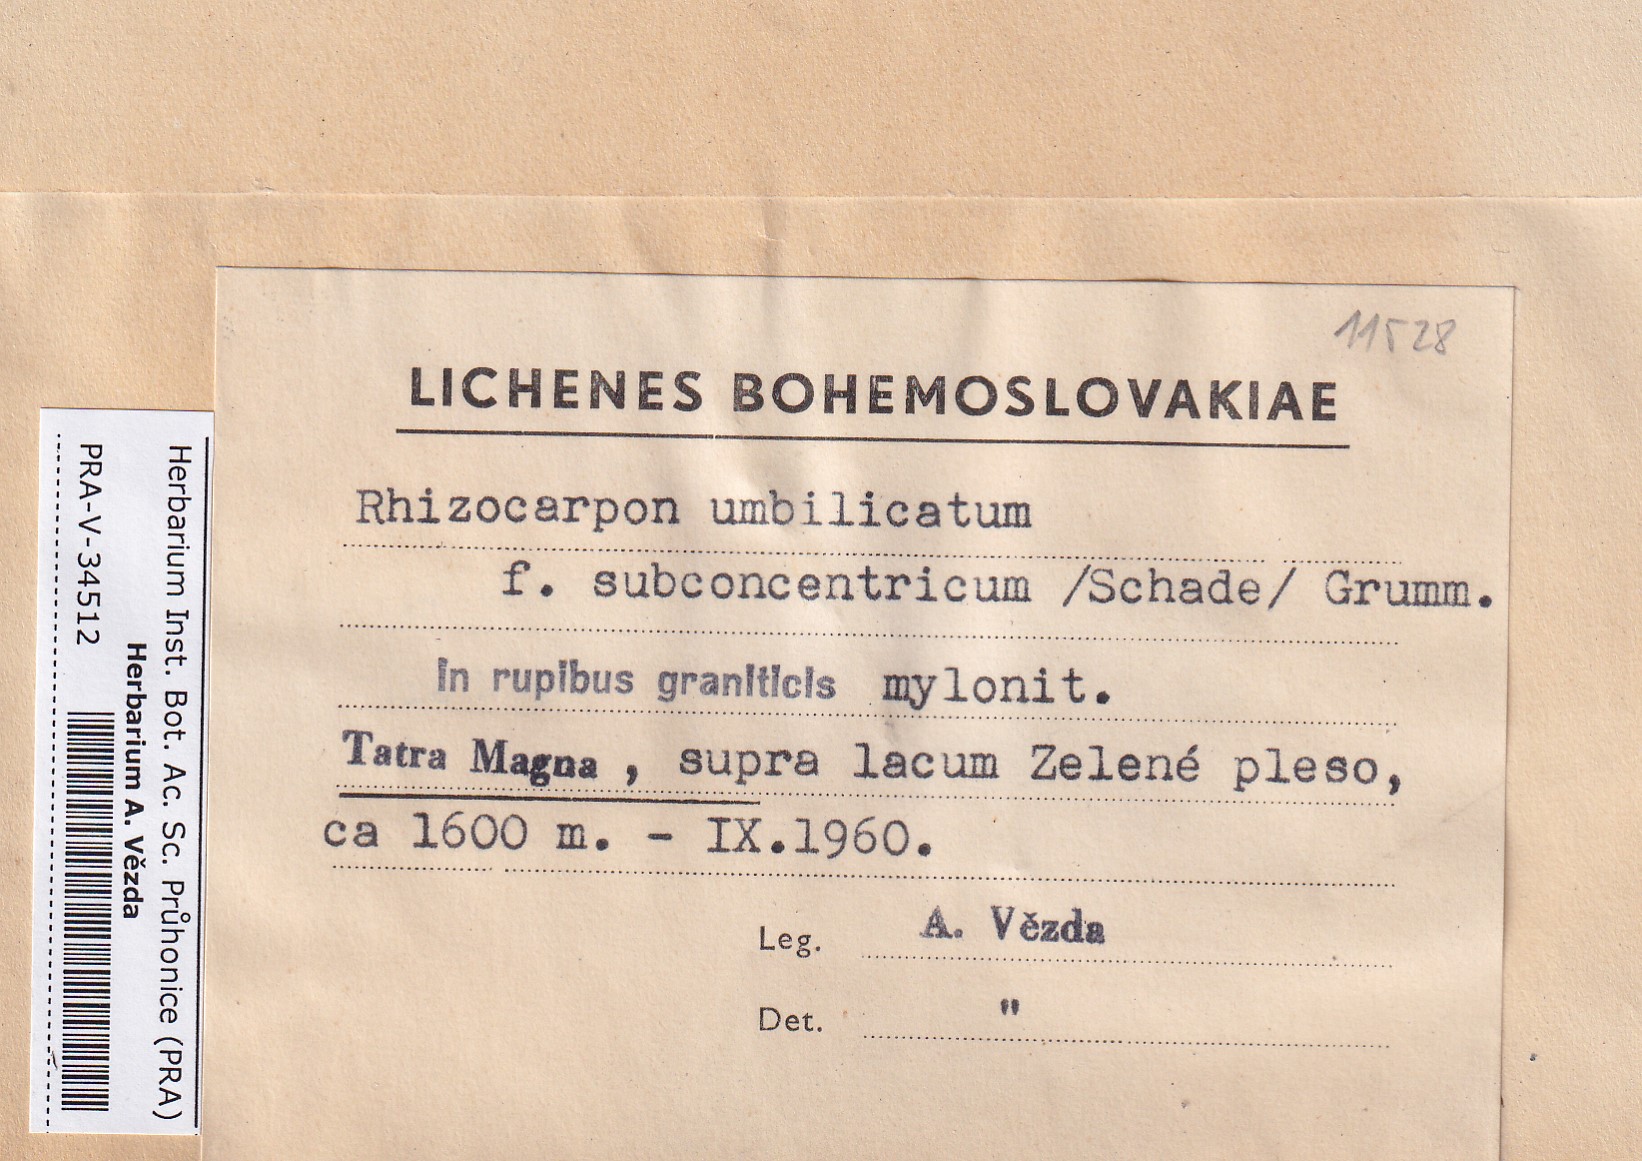 11528
LICHENES BOHEMOSLOVAKIAE
Rhizocarpon umbilicatum
f. subconcentricum /Schade/ Grumm.
In rupibus graniticis mylonit.
Tatra Magna, supra lacum Zelené pleso,
ca 1600 m. - IX.1960.
Leg. A. Vězda
Det. "
Herbarium Inst. Bot. Ac. Sc. Průhonice (PRA)
Herbarium A. Vězda
PRA-V-34512